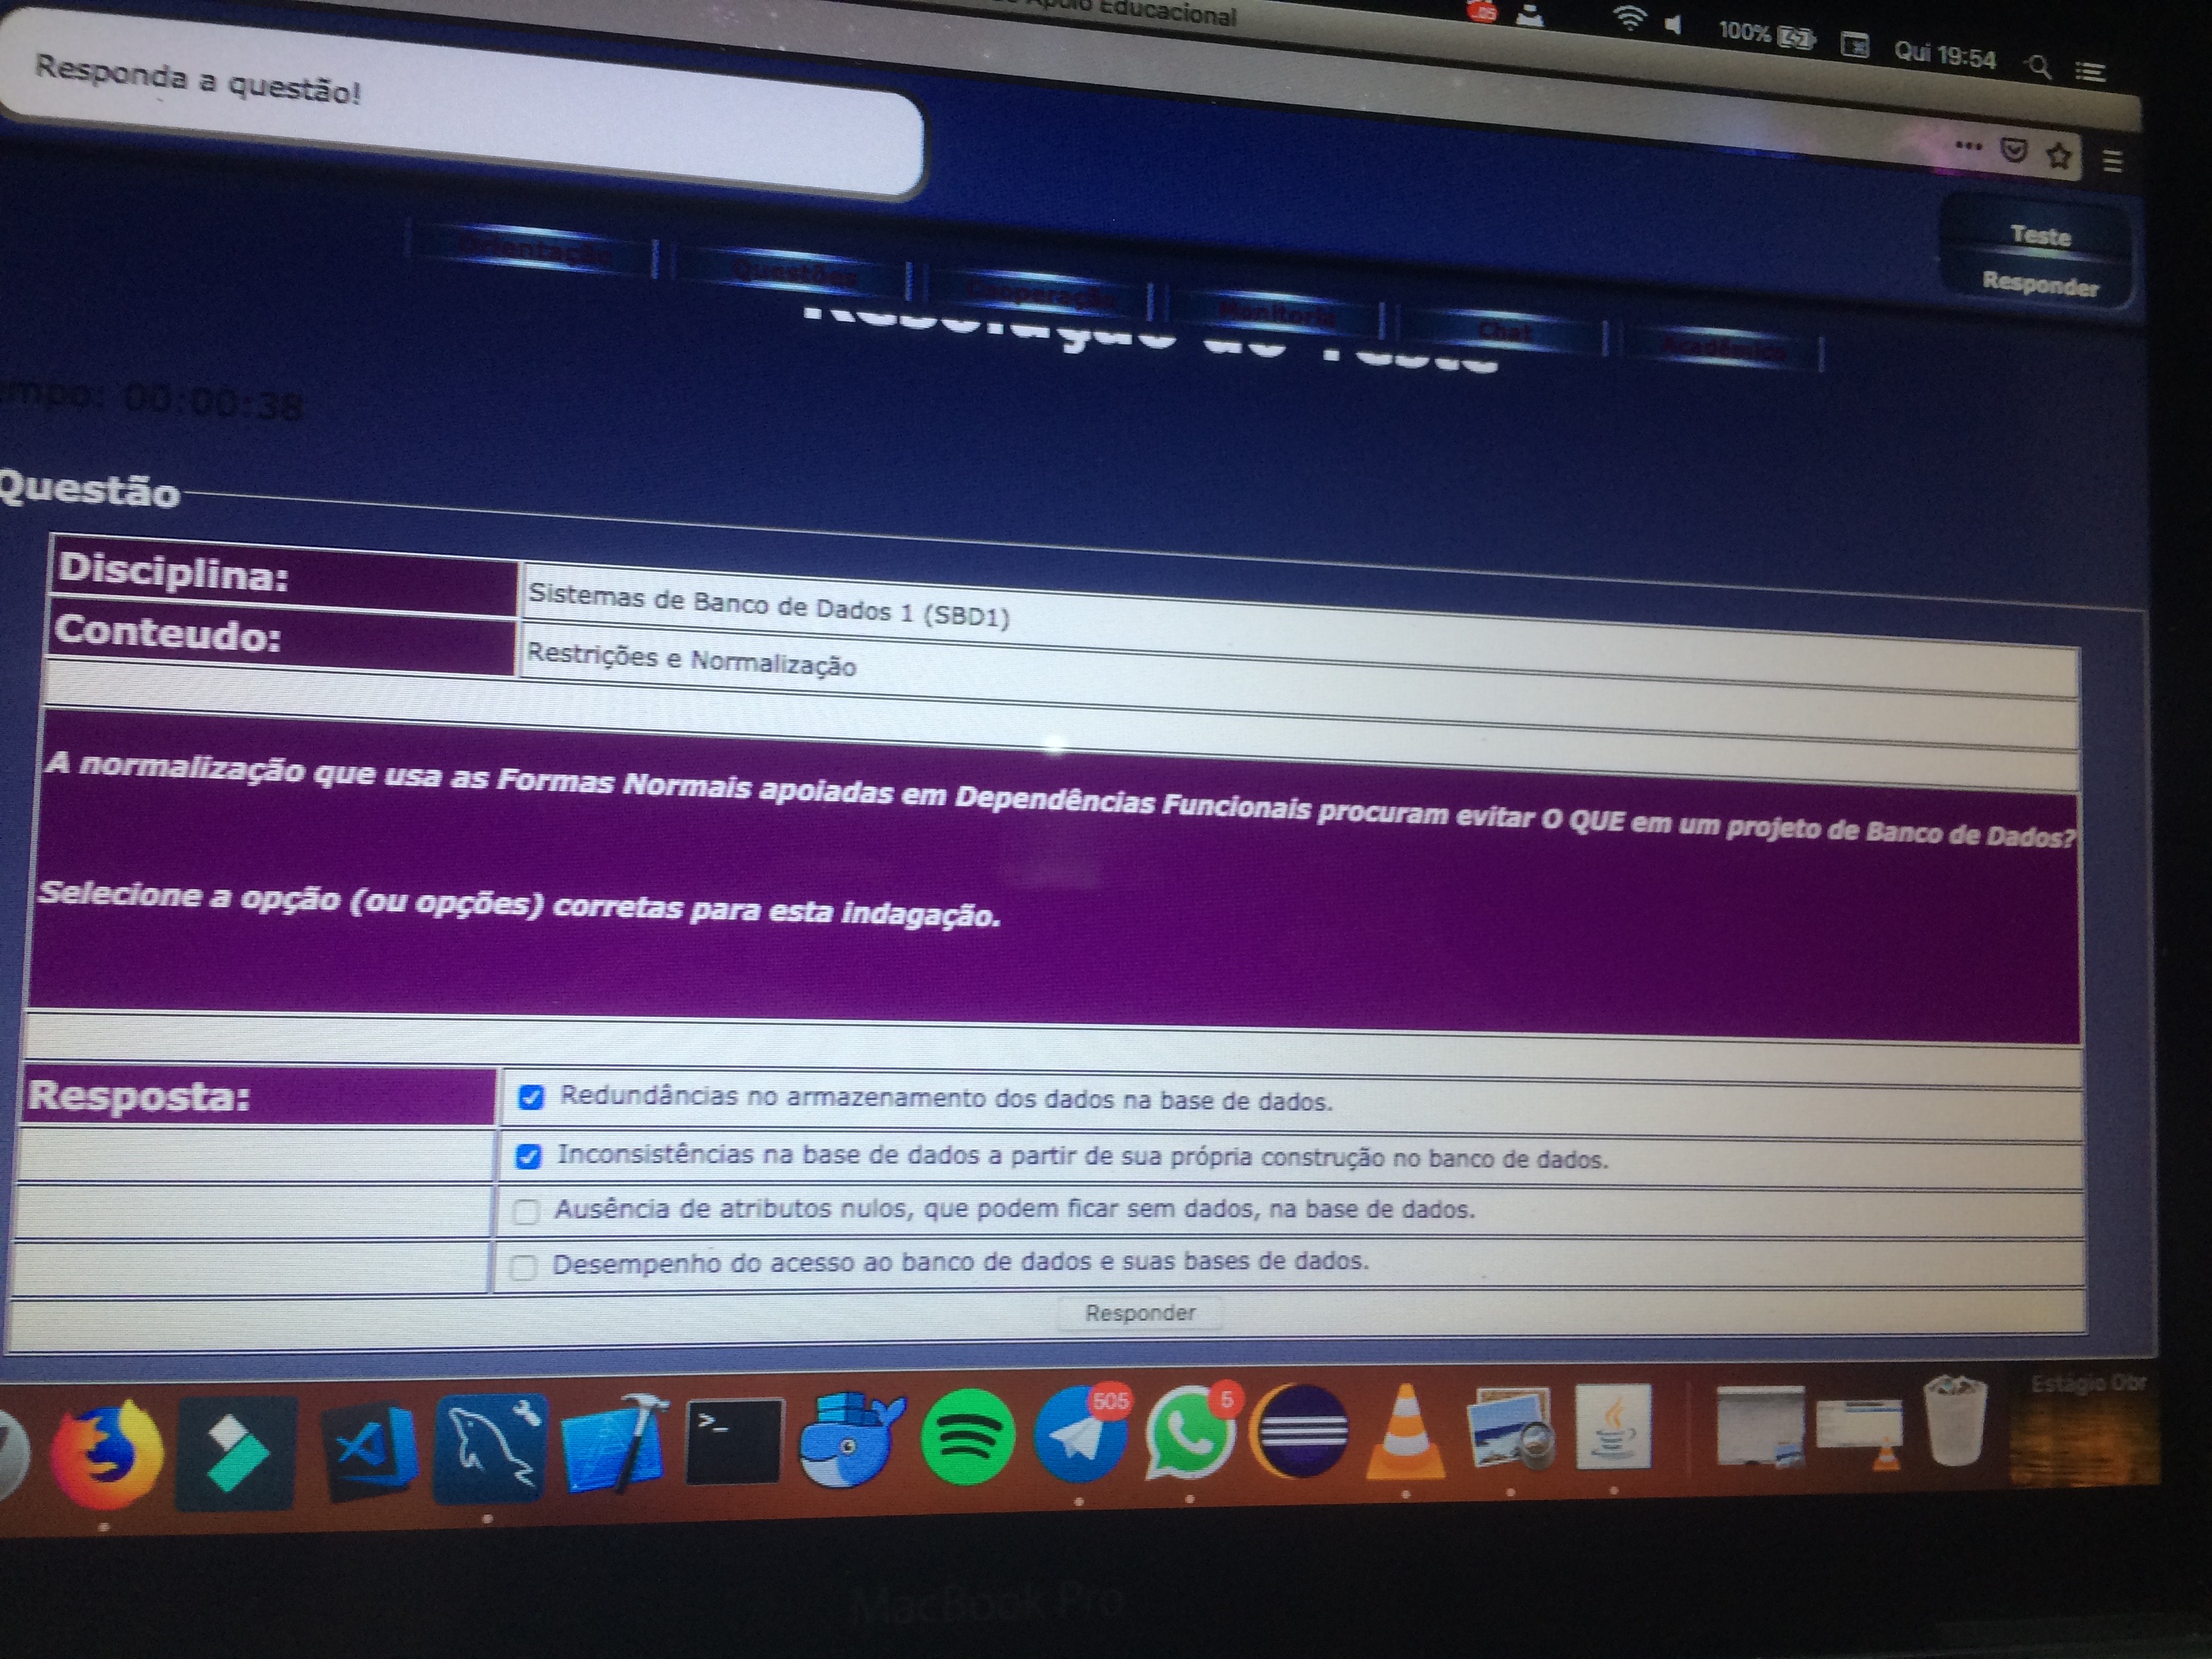 Apoio Educacional
100%
Qui 19:54
Responda a questão!
Teste
Responder
Orientação
Questões
Cooperação
Monitoria
Chat
Acadêmico
Resolução do Teste
empo: 00:00:38
Questão
Disciplina:
Sistemas de Banco de Dados 1 (SBD1)
Conteudo:
Restrições e Normalização
A normalização que usa as Formas Normais apoiadas em Dependências Funcionais procuram evitar O QUE em um projeto de Banco de Dados?
Selecione a opção (ou opções) corretas para esta indagação.
Resposta:
Redundâncias no armazenamento dos dados na base de dados.
Inconsistências na base de dados a partir de sua própria construção no banco de dados.
Ausência de atributos nulos, que podem ficar sem dados, na base de dados.
Desempenho do acesso ao banco de dados e suas bases de dados.
Responder
Estágio Obr
505
5
>_
MacBook Pro